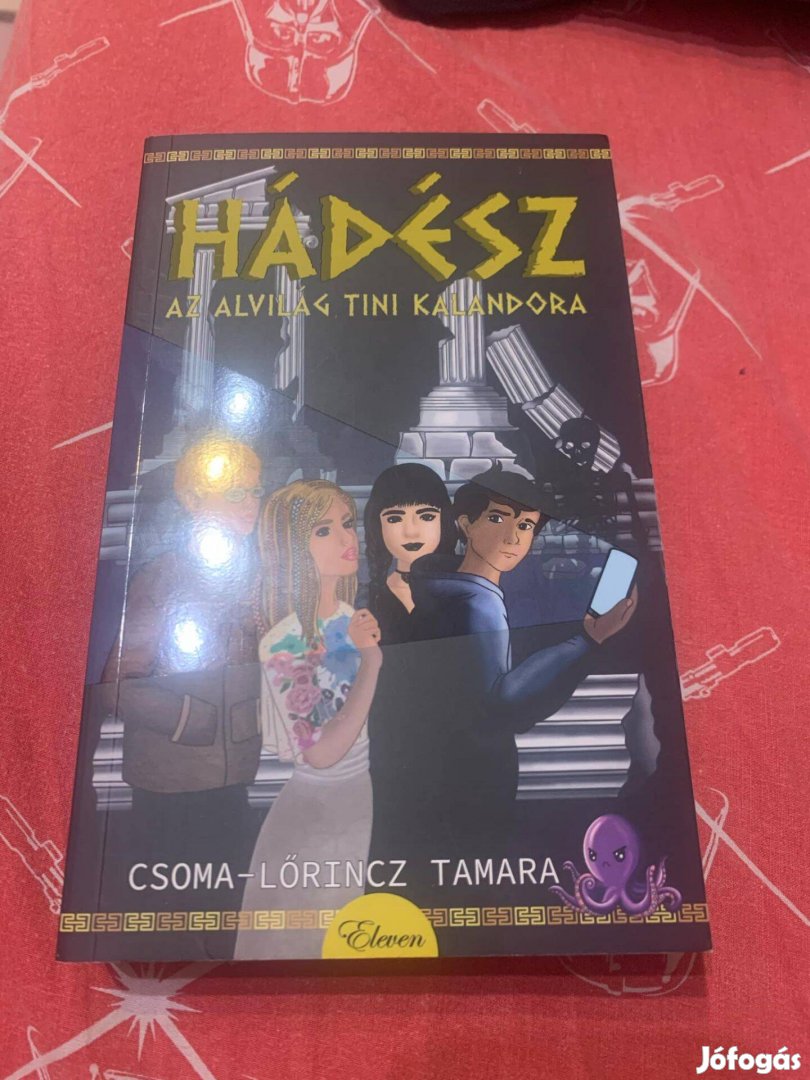 HÁDÉSZ
AZ ALVILÁG TINI KALANDORA
CSOMA-LŐRINCZ TAMARA
Eleven
Jófogás